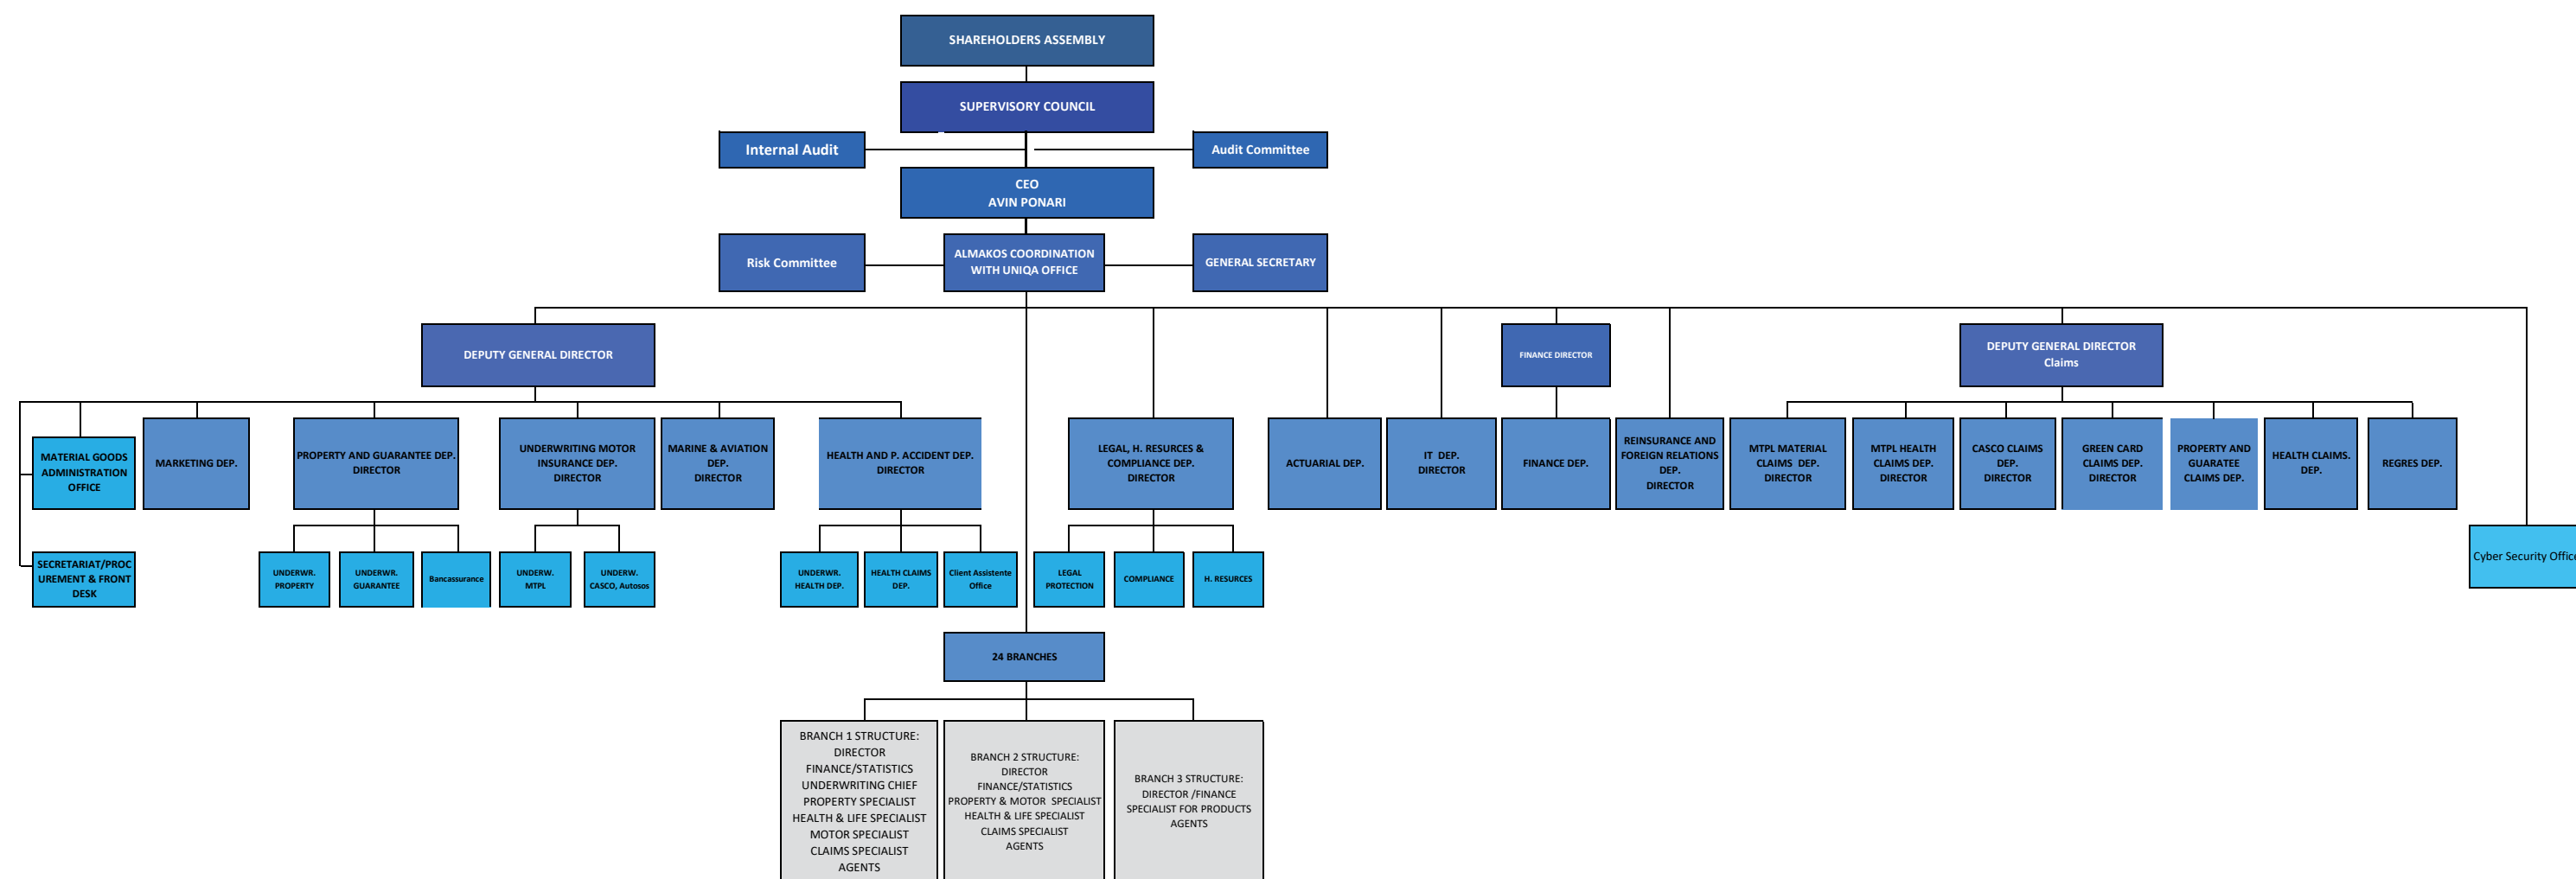 SHAREHOLDERS ASSEMBLY
SUPERVISORY COUNCIL
Internal Audit
Audit Committee
CEO
AVIN PONARI
Risk Committee
ALMAKOS COORDINATION
WITH UNIQA OFFICE
GENERAL SECRETARY
DEPUTY GENERAL DIRECTOR
FINANCE DIRECTOR
DEPUTY GENERAL DIRECTOR
Claims
MATERIAL GOODS
ADMINISTRATION
OFFICE
MARKETING DEP.
PROPERTY AND GUARANTEE DEP.
DIRECTOR
UNDERWRITING MOTOR
INSURANCE DEP.
DIRECTOR
MARINE & AVIATION
DEP.
DIRECTOR
HEALTH AND P. ACCIDENT DEP.
DIRECTOR
LEGAL, H. RESURCES &
COMPLIANCE DEP.
DIRECTOR
ACTUARIAL DEP.
IT DEP.
DIRECTOR
FINANCE DEP.
REINSURANCE AND
FOREIGN RELATIONS
DEP.
DIRECTOR
MTPL MATERIAL
CLAIMS DEP.
DIRECTOR
MTPL HEALTH
CLAIMS DEP.
DIRECTOR
CASCO CLAIMS
DEP.
DIRECTOR
GREEN CARD
CLAIMS DEP.
DIRECTOR
PROPERTY AND
GUARATEE
CLAIMS DEP.
HEALTH CLAIMS.
DEP.
REGRES DEP.
SECRETARIAT/PROC
UREMENT & FRONT
DESK
UNDERWR.
PROPERTY
UNDERWR.
GUARANTEE
Bancassurance
UNDERW.
MTPL
UNDERW.
CASCO, Autosos
UNDERWR.
HEALTH DEP.
HEALTH CLAIMS
DEP.
Client Assistente
Office
LEGAL
PROTECTION
COMPLIANCE
H. RESURCES
Cyber Security Office
24 BRANCHES
BRANCH 1 STRUCTURE:
DIRECTOR
FINANCE/STATISTICS
UNDERWRITING CHIEF
PROPERTY SPECIALIST
HEALTH & LIFE SPECIALIST
MOTOR SPECIALIST
CLAIMS SPECIALIST
AGENTS
BRANCH 2 STRUCTURE:
DIRECTOR
FINANCE/STATISTICS
PROPERTY & MOTOR SPECIALIST
HEALTH & LIFE SPECIALIST
CLAIMS SPECIALIST
AGENTS
BRANCH 3 STRUCTURE:
DIRECTOR /FINANCE
SPECIALIST FOR PRODUCTS
AGENTS